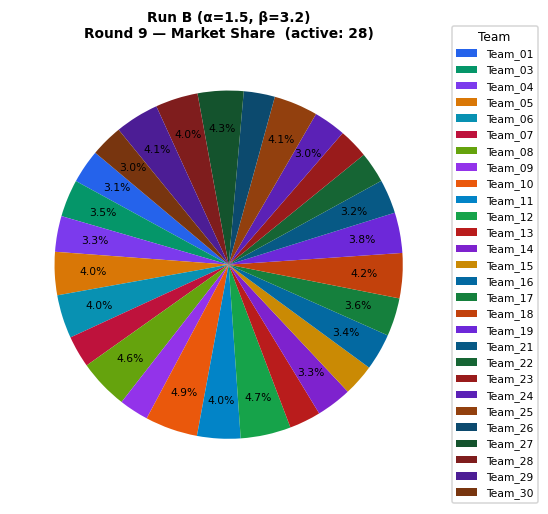 Run B (α=1.5, β=3.2)
Round 9 — Market Share  (active: 28)
Team
Team_01
Team_03
Team_04
Team_05
Team_06
Team_07
Team_08
Team_09
Team_10
Team_11
Team_12
Team_13
Team_14
Team_15
Team_16
Team_17
Team_18
Team_19
Team_21
Team_22
Team_23
Team_24
Team_25
Team_26
Team_27
Team_28
Team_29
Team_30
3.1%
3.5%
3.3%
4.0%
4.0%
4.6%
4.9%
4.0%
4.7%
3.3%
3.4%
3.6%
4.2%
3.8%
3.2%
3.0%
4.1%
4.3%
4.0%
4.1%
3.0%